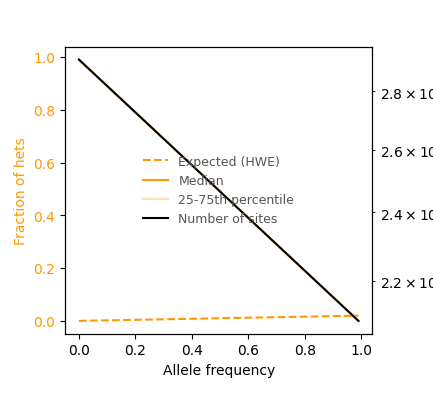 1.0
0.8
0.6
0.4
0.2
0.0
Fraction of hets
Expected (HWE)
Median
25-75th percentile
Number of sites
2.8 × 10
2.6 × 10
2.4 × 10
2.2 × 10
0.0 0.2 0.4 0.6 0.8 1.0
Allele frequency